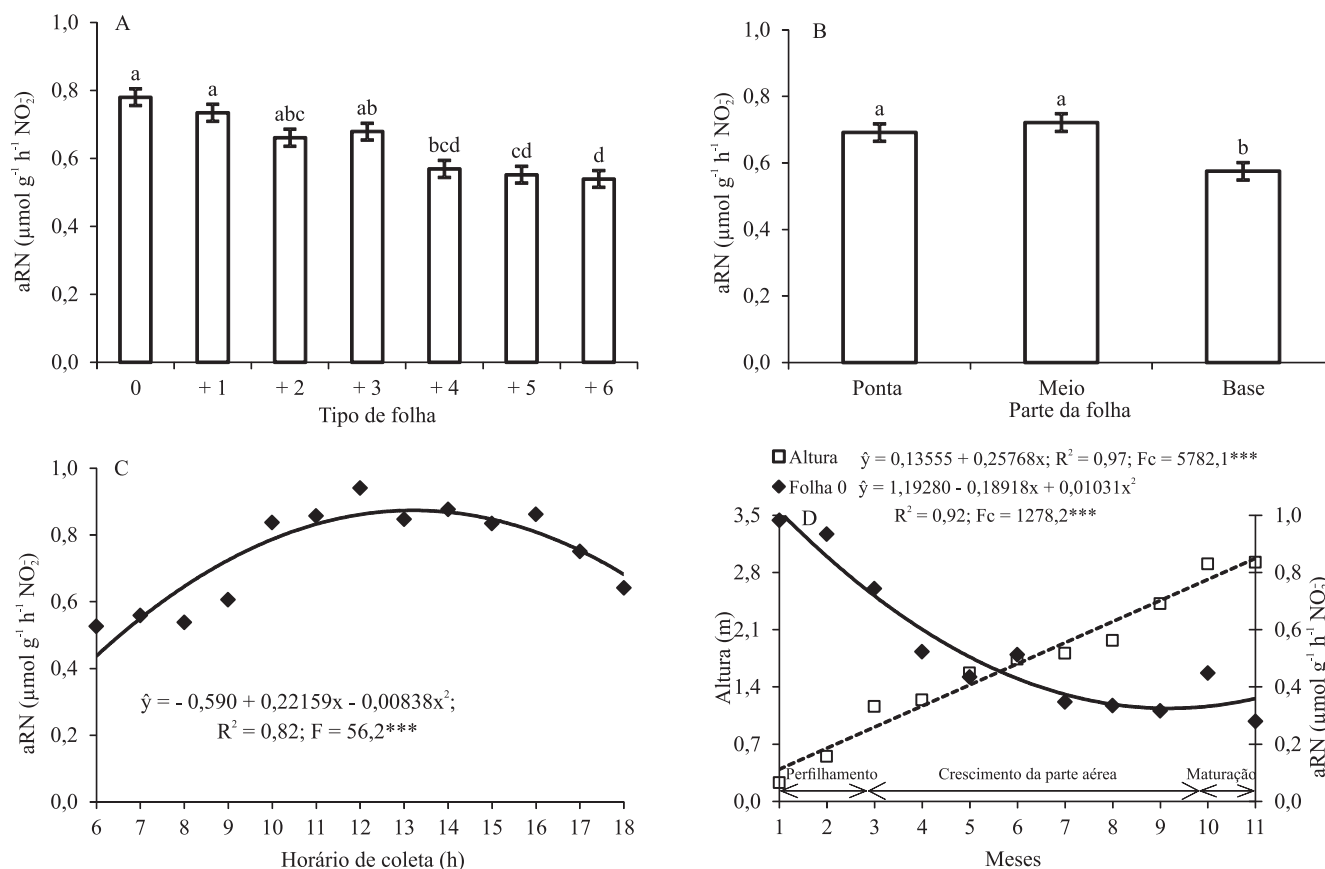 A
1,0
0,8
0,6
0,4
0,2
0,0
aRN (µmol g⁻¹ h⁻¹ NO₂⁻)
a
a
abc
ab
bcd
cd
d
0 + 1 + 2 + 3 + 4 + 5 + 6
Tipo de folha
B
1,0
0,8
0,6
0,4
0,2
0,0
aRN (µmol g⁻¹ h⁻¹ NO₂⁻)
a
a
b
Ponta Meio Base
Parte da folha
C
1,0
0,8
0,6
0,4
0,2
0,0
aRN (µmol g⁻¹ h⁻¹ NO₂⁻)
ŷ = - 0,590 + 0,22159x - 0,00838x²;
R² = 0,82; F = 56,2***
6 7 8 9 10 11 12 13 14 15 16 17 18
Horário de coleta (h)
Altura ŷ = 0,13555 + 0,25768x; R² = 0,97; Fc = 5782,1***
Folha 0 ŷ = 1,19280 - 0,18918x + 0,01031x²
R² = 0,92; Fc = 1278,2***
D
3,5
2,8
2,1
1,4
0,7
0,0
Altura (m)
1,0
0,8
0,6
0,4
0,2
0,0
aRN (µmol g⁻¹ h⁻¹ NO₂⁻)
Perfilhamento Crescimento da parte aérea Maturação
1 2 3 4 5 6 7 8 9 10 11
Meses